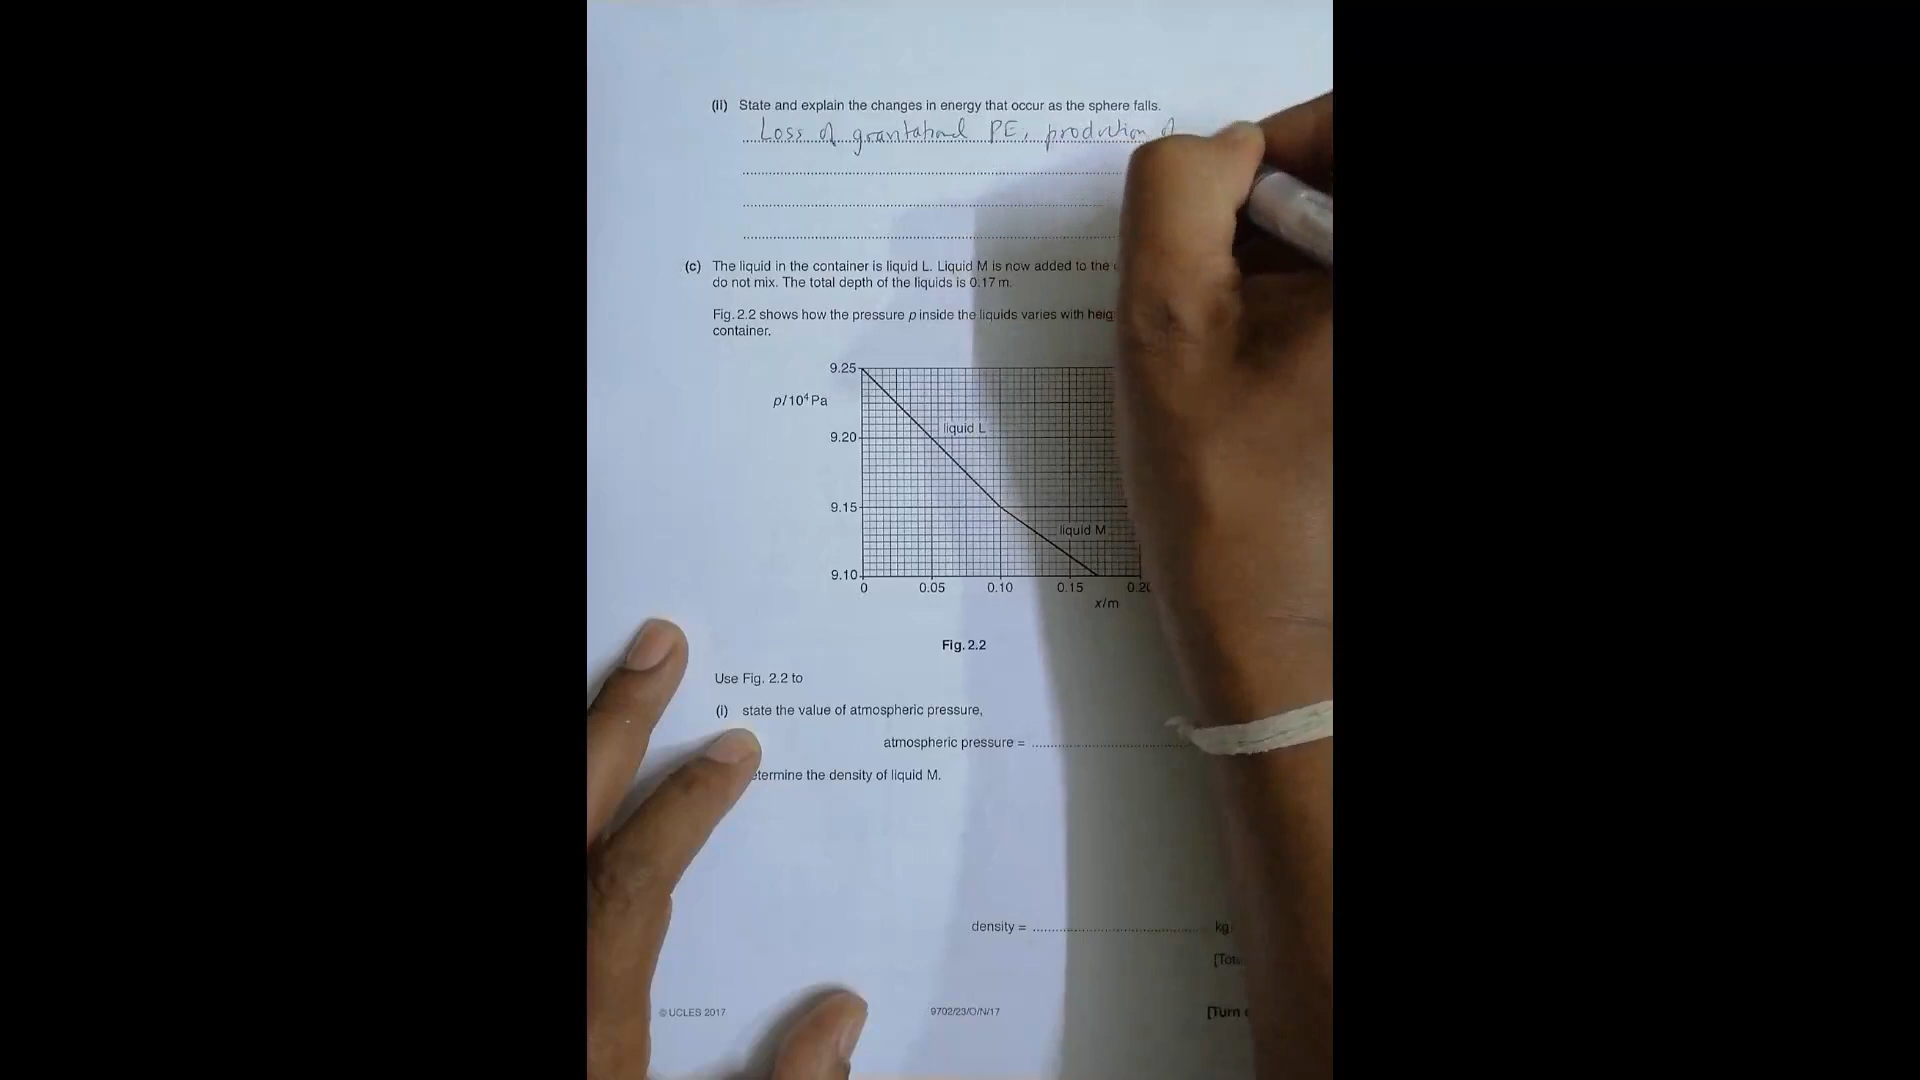 (ii) State and explain the changes in energy that occur as the sphere falls.
Loss of gravitational PE, production of
(c) The liquid in the container is liquid L. Liquid M is now added to the
do not mix. The total depth of the liquids is 0.17 m.
Fig. 2.2 shows how the pressure p inside the liquids varies with heig
container.
9.25
p/10⁴ Pa
liquid L
9.20
9.15
liquid M
9.10
0 0.05 0.10 0.15 0.20
x/m
Fig. 2.2
Use Fig. 2.2 to
(i) state the value of atmospheric pressure,
atmospheric pressure =
etermine the density of liquid M.
density = kg
[Tot
© UCLES 2017 9702/23/O/N/17 [Turn